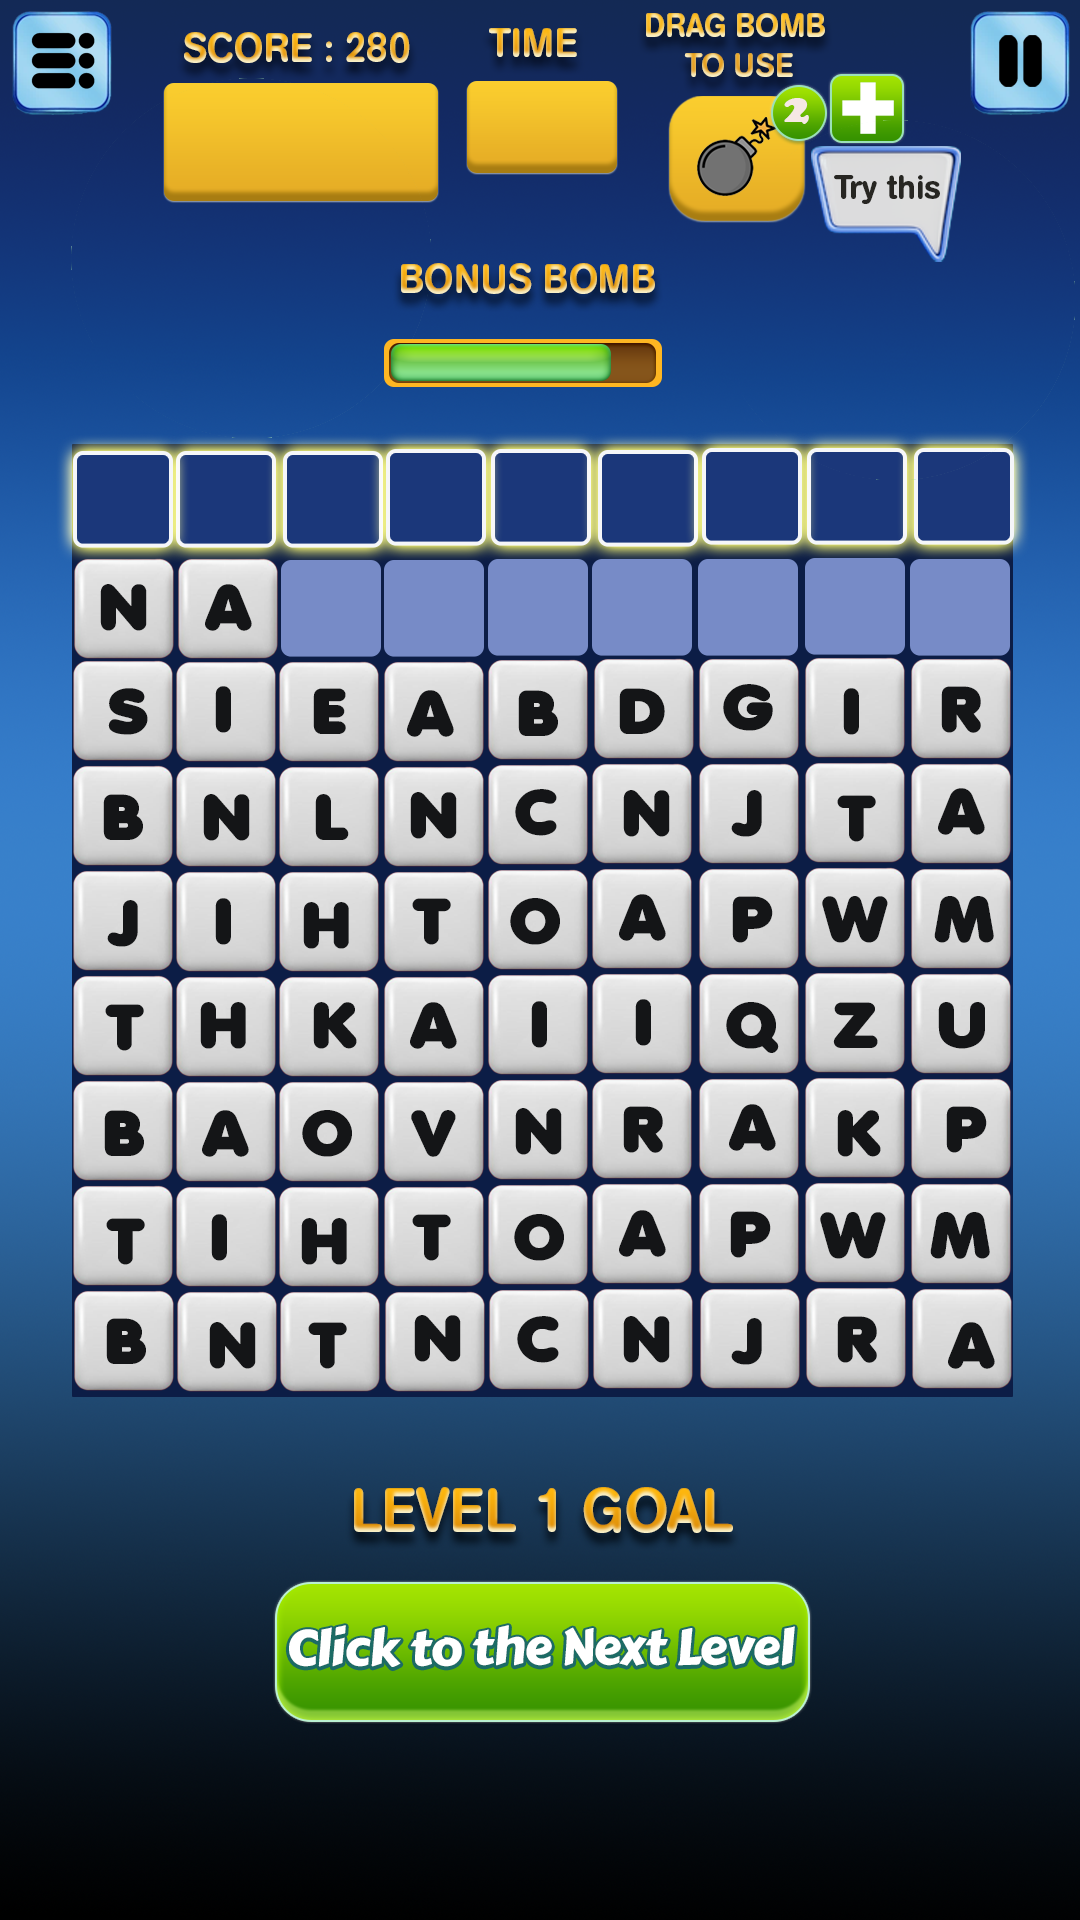 SCORE : 280
TIME
DRAG BOMB
TO USE
2
Try this
BONUS BOMB
N A
S I E A B D G I R
B N L N C N J T A
J I H T O A P W M
T H K A I I Q Z U
B A O V N R A K P
T I H T O A P W M
B N T N C N J R A
LEVEL 1 GOAL
Click to the Next Level